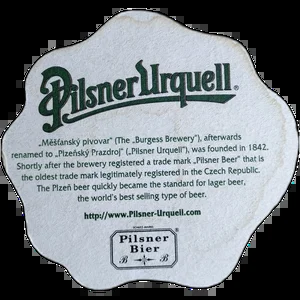 Pilsner Urquell®
„Měšťanský pivovar" (The „Burgess Brewery"), afterwards
renamed to „Plzeňský Prazdroj" („Pilsner Urquell"), was founded in 1842.
Shortly after the brewery registered a trade mark „Pilsner Beer" that is
the oldest trade mark legitimately registered in the Czech Republic.
The Plzeň beer quickly became the standard for lager beer,
the world's best selling type of beer.
http://www.Pilsner-Urquell.com
Pilsner
Bier
B B